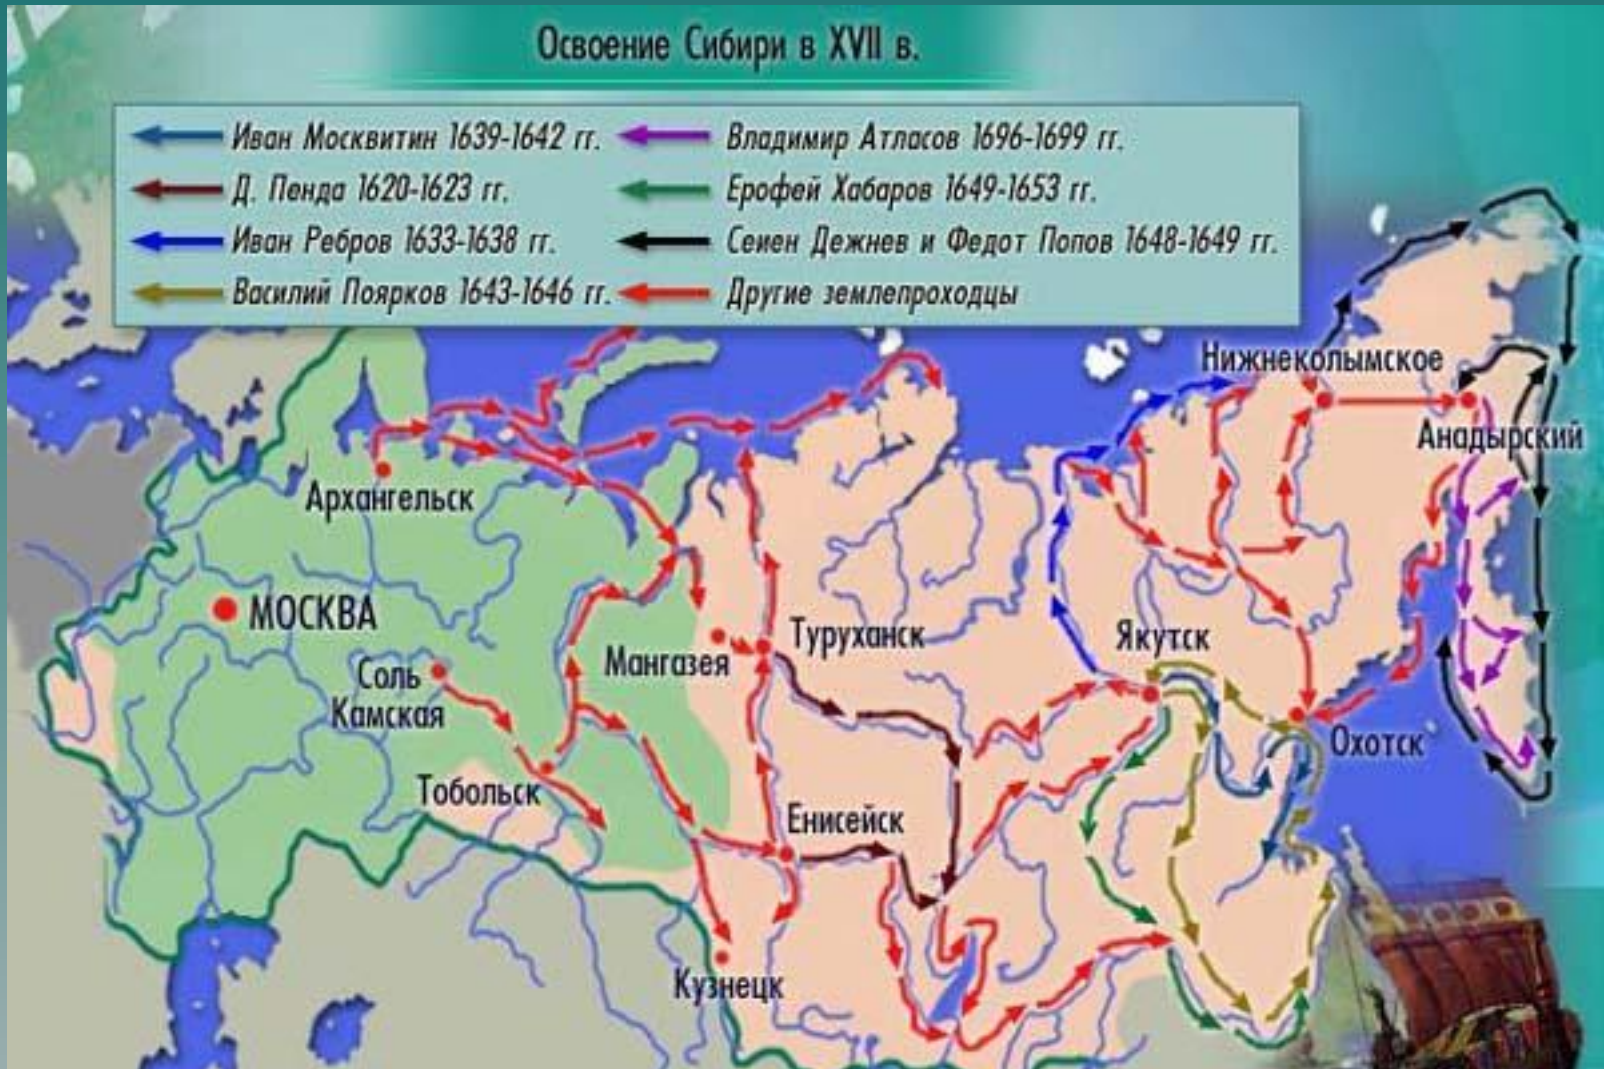 Освоение Сибири в XVII в.
Иван Москвитин 1639-1642 гг.
Д. Пенда 1620-1623 гг.
Иван Ребров 1633-1638 гг.
Василий Поярков 1643-1646 гг.
Владимир Атласов 1696-1699 гг.
Ерофей Хабаров 1649-1653 гг.
Сеиен Дежнев и Федот Попов 1648-1649 гг.
Другие землепроходцы
Нижнеколымское
Анадырский
Архангельск
МОСКВА
Соль
Камская
Мангазея
Туруханск
Якутск
Охотск
Тобольск
Енисейск
Кузнецк